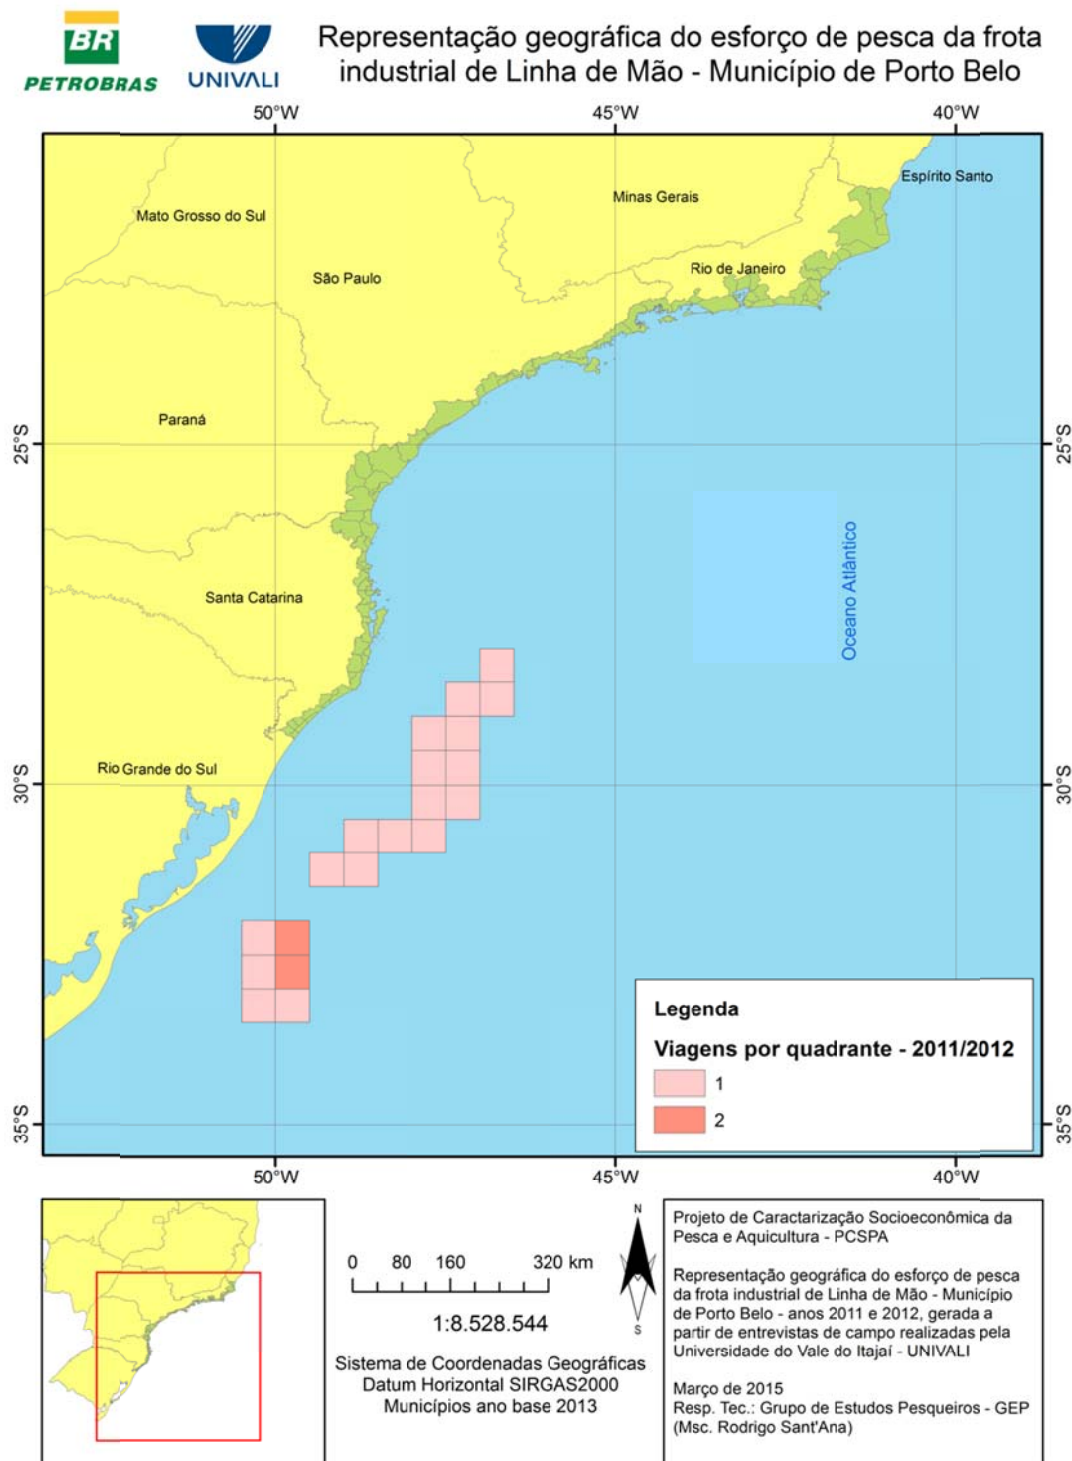 BR
PETROBRAS
UNIVALI
Representação geográfica do esforço de pesca da frota
industrial de Linha de Mão - Município de Porto Belo
50°W
45°W
40°W
Espírito Santo
Minas Gerais
Mato Grosso do Sul
Rio de Janeiro
São Paulo
Paraná
25°S
25°S
Oceano Atlântico
Santa Catarina
Rio Grande do Sul
30°S
30°S
Legenda
Viagens por quadrante - 2011/2012
1
2
35°S
35°S
50°W
45°W
40°W
0 80 160 320 km
1:8.528.544
Sistema de Coordenadas Geográficas
Datum Horizontal SIRGAS2000
Municípios ano base 2013
N
S
Projeto de Caractarização Socioeconômica da
Pesca e Aquicultura - PCSPA
Representação geográfica do esforço de pesca
da frota industrial de Linha de Mão - Município
de Porto Belo - anos 2011 e 2012, gerada a
partir de entrevistas de campo realizadas pela
Universidade do Vale do Itajaí - UNIVALI
Março de 2015
Resp. Tec.: Grupo de Estudos Pesqueiros - GEP
(Msc. Rodrigo Sant'Ana)